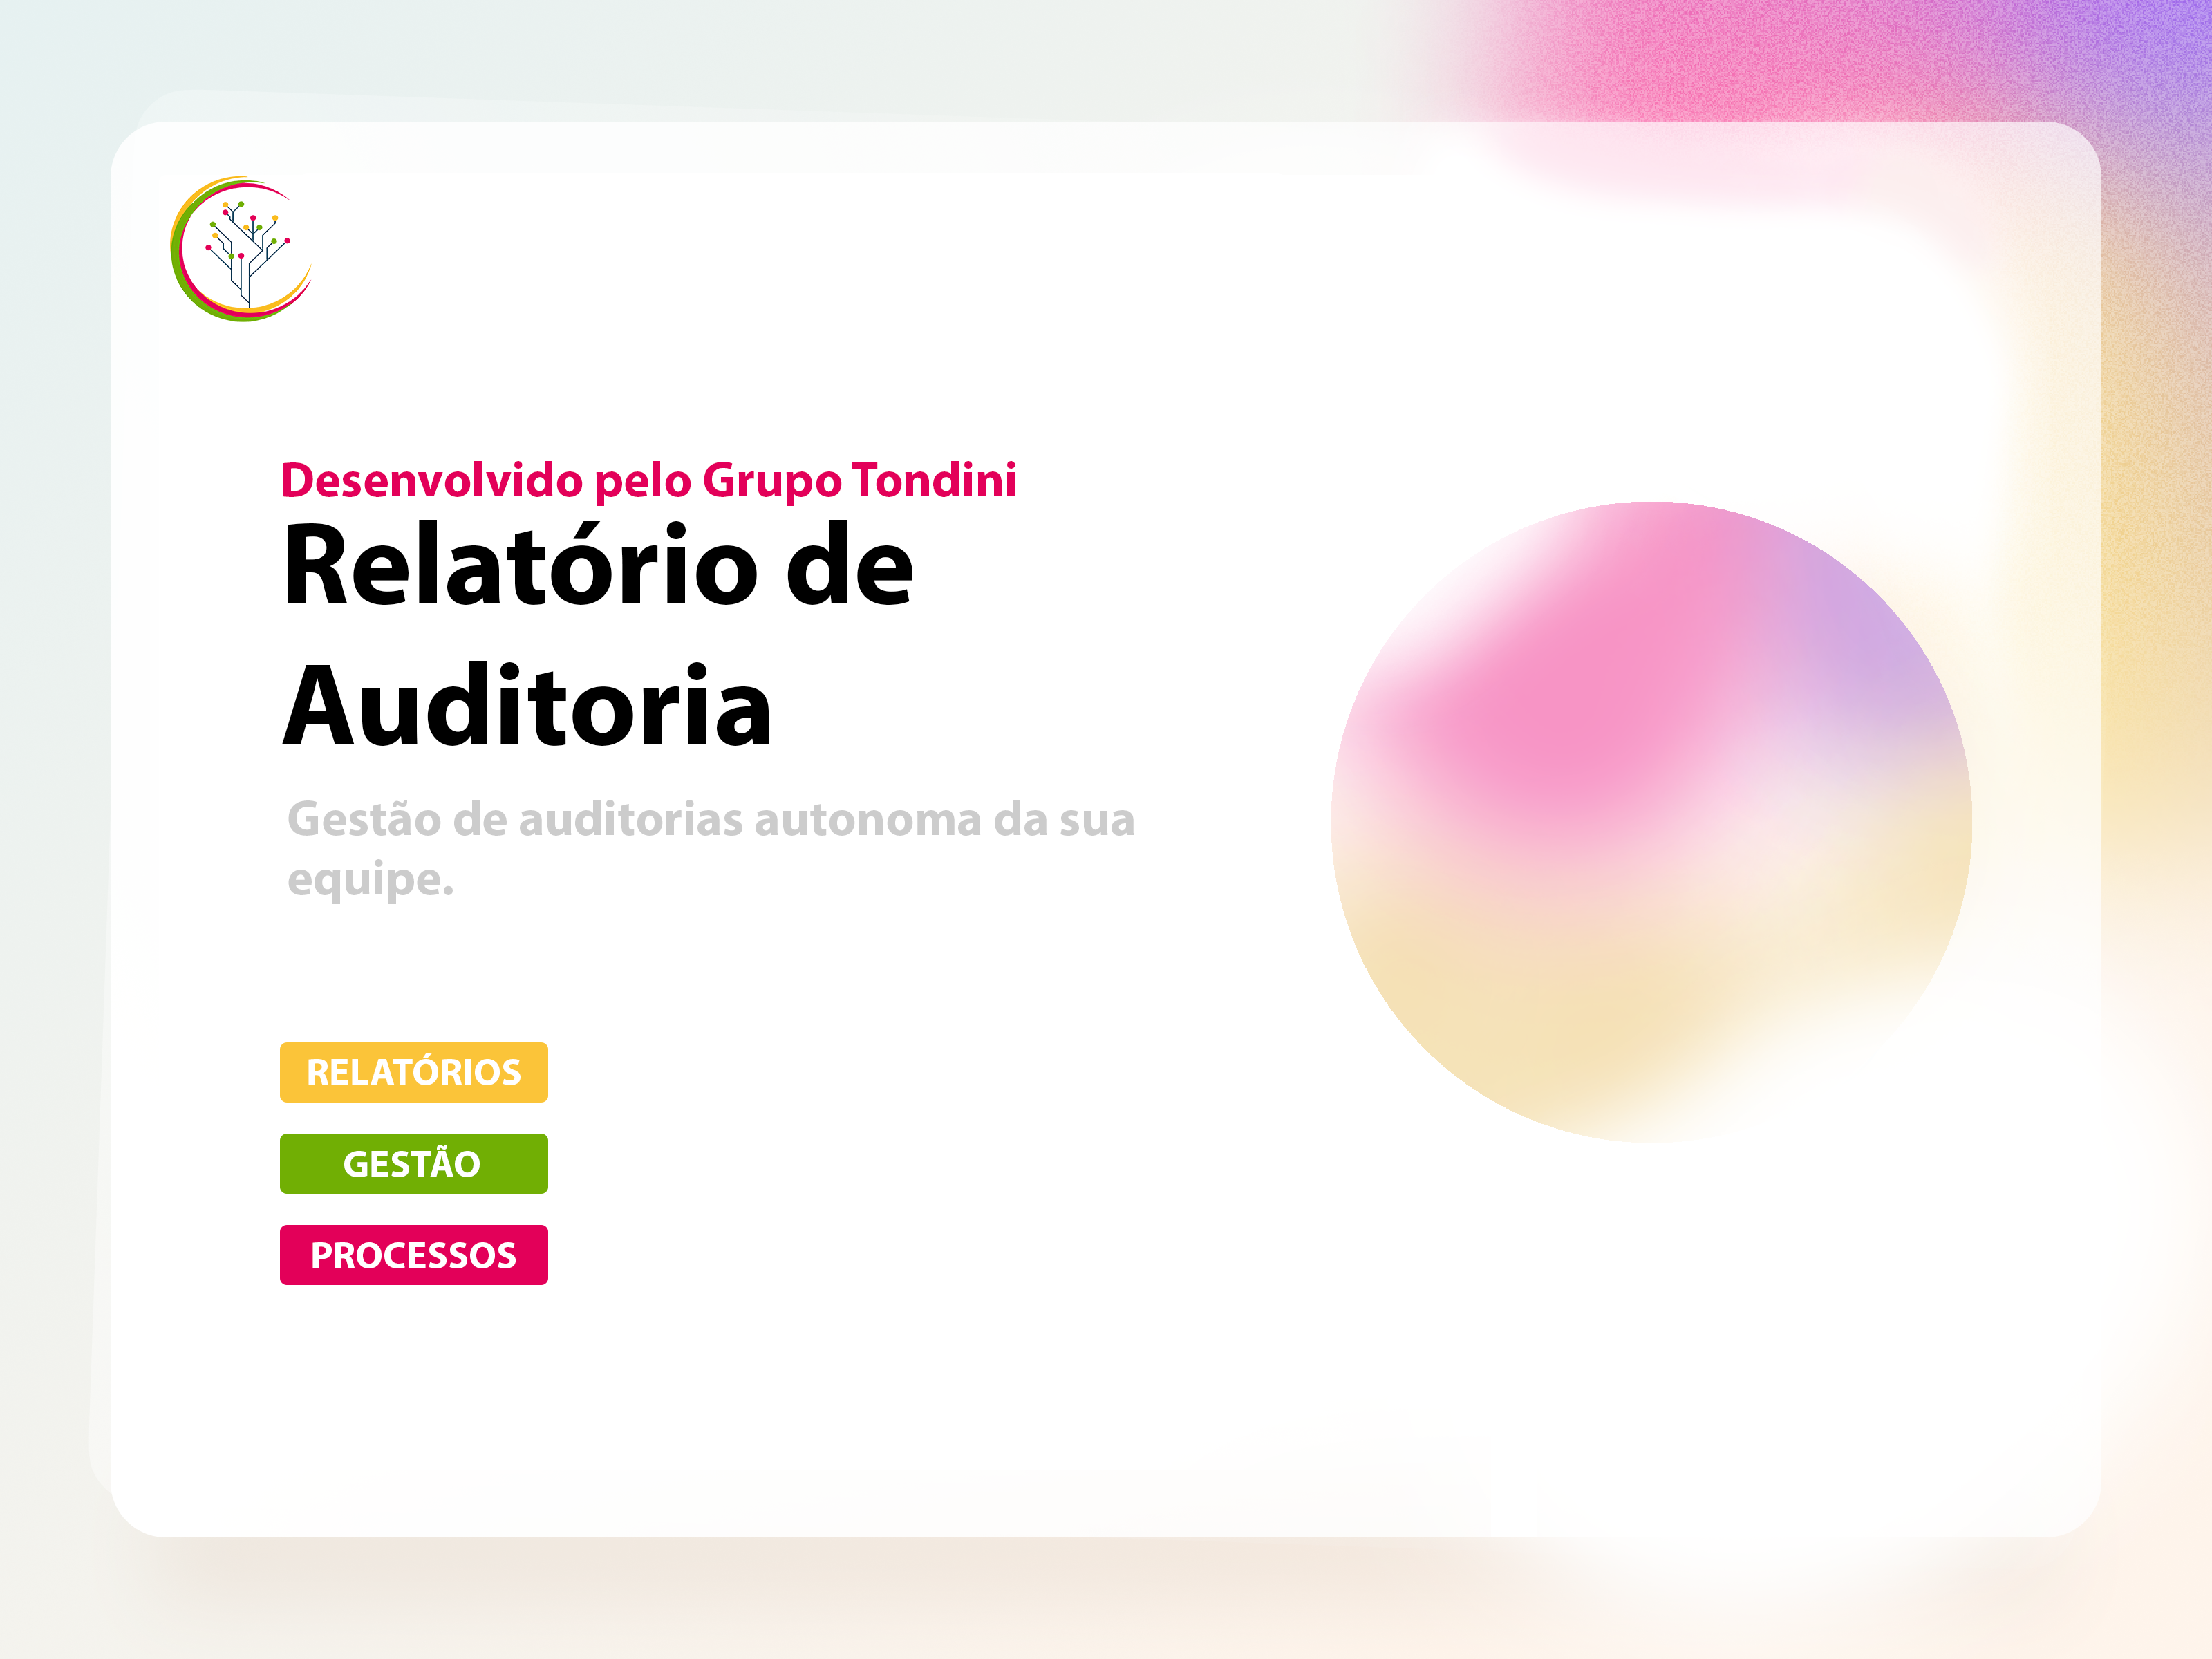 Desenvolvido pelo Grupo Tondini
Relatório de
Auditoria
Gestão de auditorias autonoma da sua
equipe.
RELATÓRIOS
GESTÃO
PROCESSOS